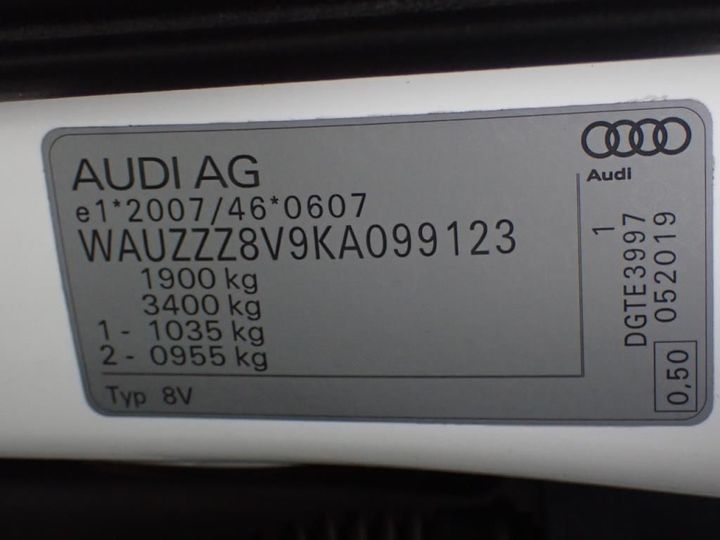 AUDI AG
e1*2007/46*0607
WAUZZZ8V9KA099123
1900 kg
3400 kg
1 - 1035 kg
2 - 0955 kg
Typ 8V
Audi
1
DGTE3997
052019
0,50